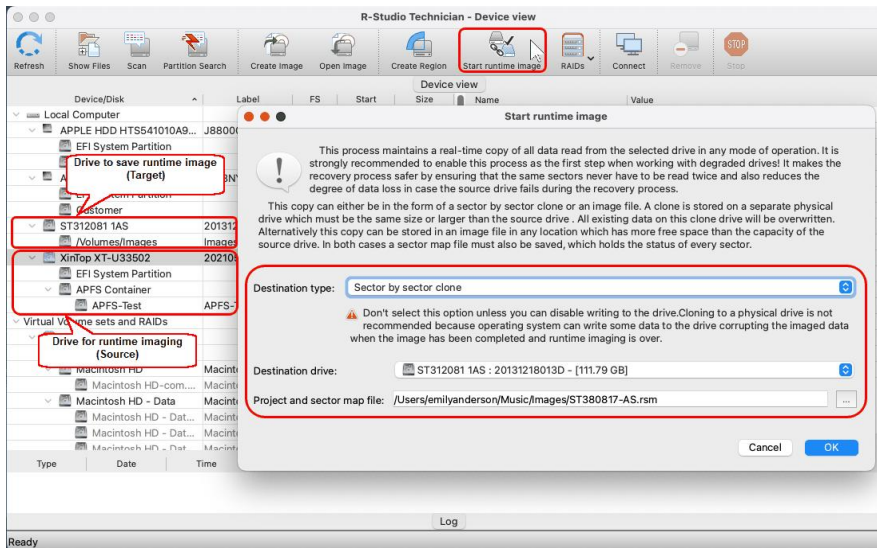 R-Studio Technician - Device view
Refresh Show Files Scan Partition Search Create Image Open Image Create Region Start runtime image RAIDs Connect Remove Stop
STOP
Device view
Device/Disk Label FS Start Size Name Value
Local Computer
APPLE HDD HTS541010A9... J8800
EFI System Partition
Drive to save runtime image
(Target)
Customer
ST312081 1AS 201312
/Volumes/Images Images
XinTop XT-U33502 20210
EFI System Partition
APFS Container
APFS-Test APFS-T
Virtual Volume sets and RAIDs
Drive for runtime imaging
(Source)
Macintosh HD Macint
Macintosh HD-com.... Macint
Macintosh HD - Data Macint
Macintosh HD - Dat... Macint
Macintosh HD - Dat... Macint
Macintosh HD - Dat... Macint
Type Date Time
Start runtime image
This process maintains a real-time copy of all data read from the selected drive in any mode of operation. It is
strongly recommended to enable this process as the first step when working with degraded drives! It makes the
recovery process safer by ensuring that the same sectors never have to be read twice and also reduces the
degree of data loss in case the source drive fails during the recovery process.
This copy can either be in the form of a sector by sector clone or an image file. A clone is stored on a separate physical
drive which must be the same size or larger than the source drive . All existing data on this clone drive will be overwritten.
Alternatively this copy can be stored in an image file in any location which has more free space than the capacity of the
source drive. In both cases a sector map file must also be saved, which holds the status of every sector.
Destination type: Sector by sector clone
Don't select this option unless you can disable writing to the drive.Cloning to a physical drive is not
recommended because operating system can write some data to the drive corrupting the imaged data
when the image has been completed and runtime imaging is over.
Destination drive: ST312081 1AS : 20131218013D - [111.79 GB]
Project and sector map file: /Users/emilyanderson/Music/Images/ST380817-AS.rsm ...
Cancel OK
Log
Ready